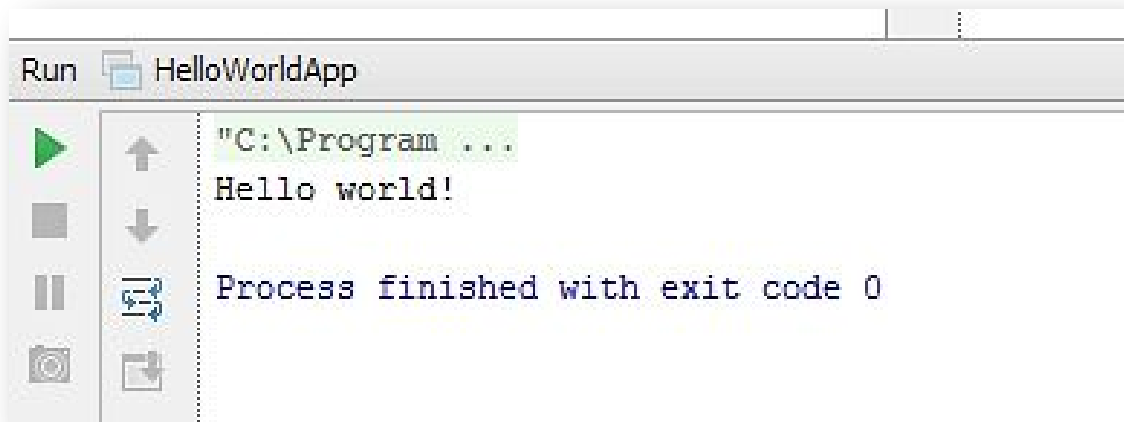 Run HelloWorldApp
"C:\Program ...
Hello world!
Process finished with exit code 0